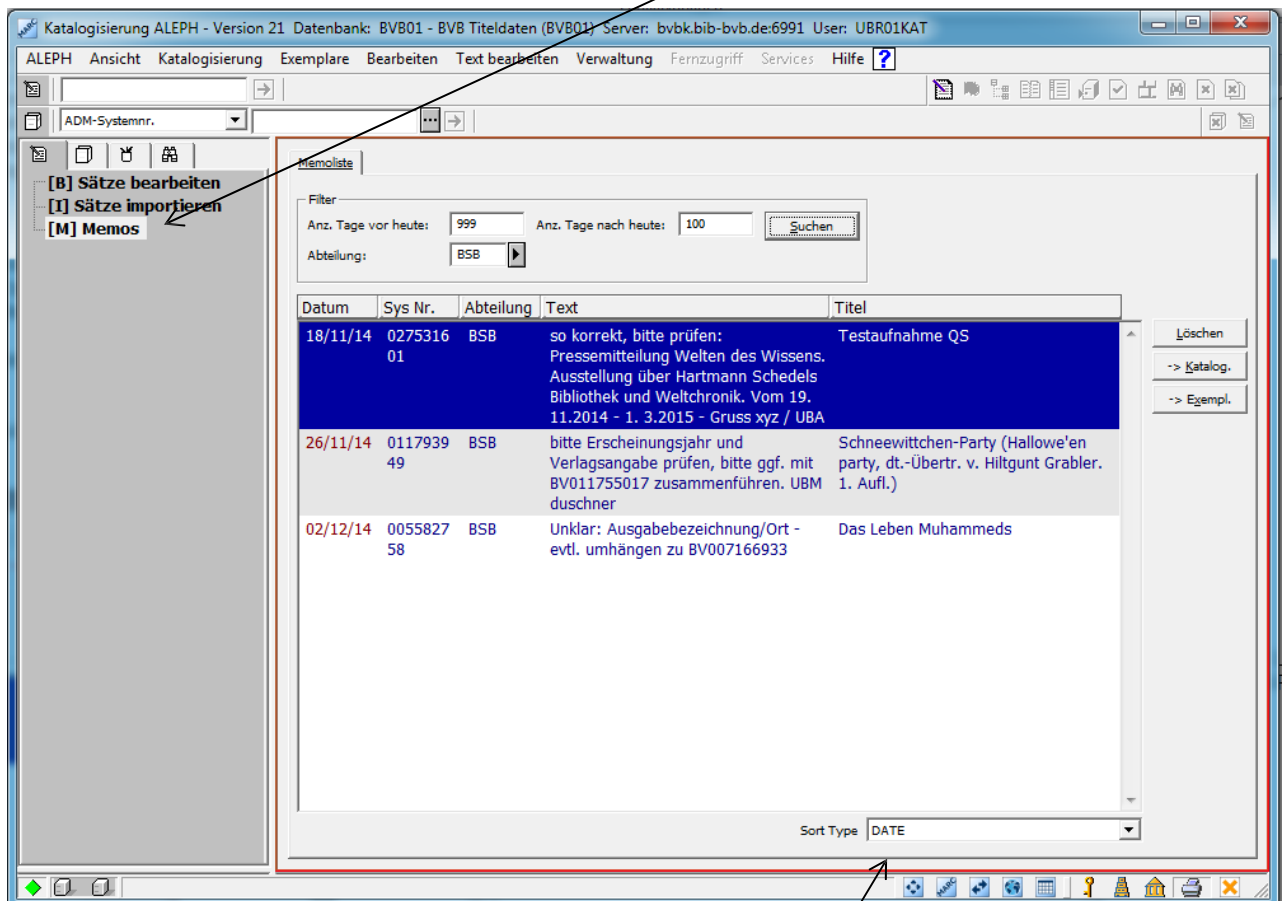 Katalogisierung ALEPH - Version 21 Datenbank: BVB01 - BVB Titeldaten (BVB01) Server: bvbk.bib-bvb.de:6991 User: UBR01KAT
ALEPH Ansicht Katalogisierung Exemplare Bearbeiten Text bearbeiten Verwaltung Fernzugriff Services Hilfe ?
ADM-Systemnr.
[B] Sätze bearbeiten
[I] Sätze importieren
[M] Memos
Memoliste
Filter
Anz. Tage vor heute: 999 Anz. Tage nach heute: 100 Suchen
Abteilung: BSB
Datum Sys Nr. Abteilung Text Titel
18/11/14 0275316 BSB so korrekt, bitte prüfen: Testaufnahme QS
01 Pressemitteilung Welten des Wissens.
Ausstellung über Hartmann Schedels
Bibliothek und Weltchronik. Vom 19.
11.2014 - 1. 3.2015 - Gruss xyz / UBA
26/11/14 0117939 BSB bitte Erscheinungsjahr und Schneewittchen-Party (Hallowe'en
49 Verlagsangabe prüfen, bitte ggf. mit party, dt.-Übertr. v. Hiltgunt Grabler.
BV011755017 zusammenführen. UBM 1. Aufl.)
duschner
02/12/14 0055827 BSB Unklar: Ausgabebezeichnung/Ort - Das Leben Muhammeds
58 evtl. umhängen zu BV007166933
Löschen
-> Katalog.
-> Exempl.
Sort Type DATE